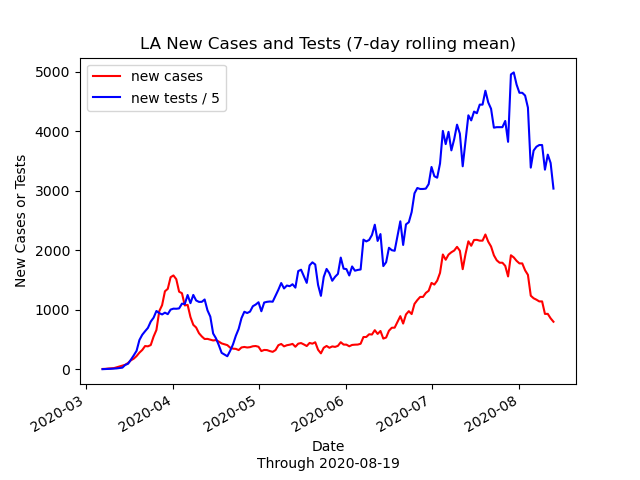 LA New Cases and Tests (7-day rolling mean)
new cases
new tests / 5
5000
4000
3000
2000
1000
0
New Cases or Tests
2020-03
2020-04
2020-05
2020-06
2020-07
2020-08
Date
Through 2020-08-19